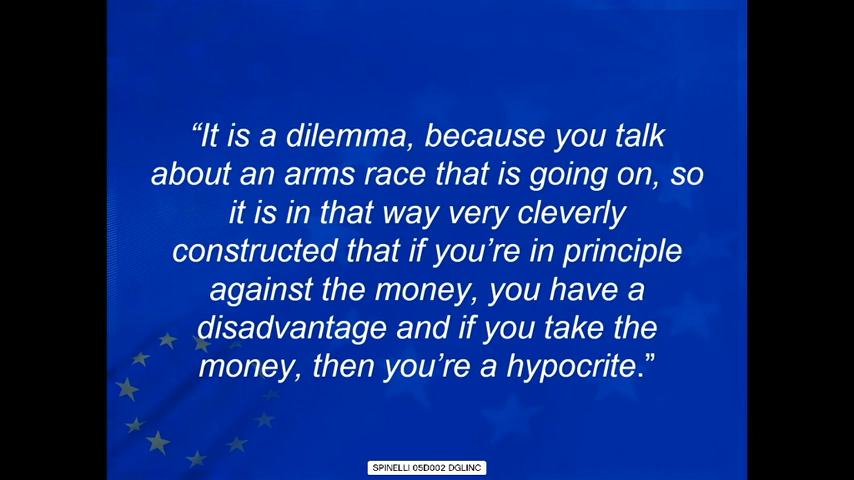 “It is a dilemma, because you talk
about an arms race that is going on, so
it is in that way very cleverly
constructed that if you’re in principle
against the money, you have a
disadvantage and if you take the
money, then you’re a hypocrite.”
SPINELLI 05D002 DGLINC